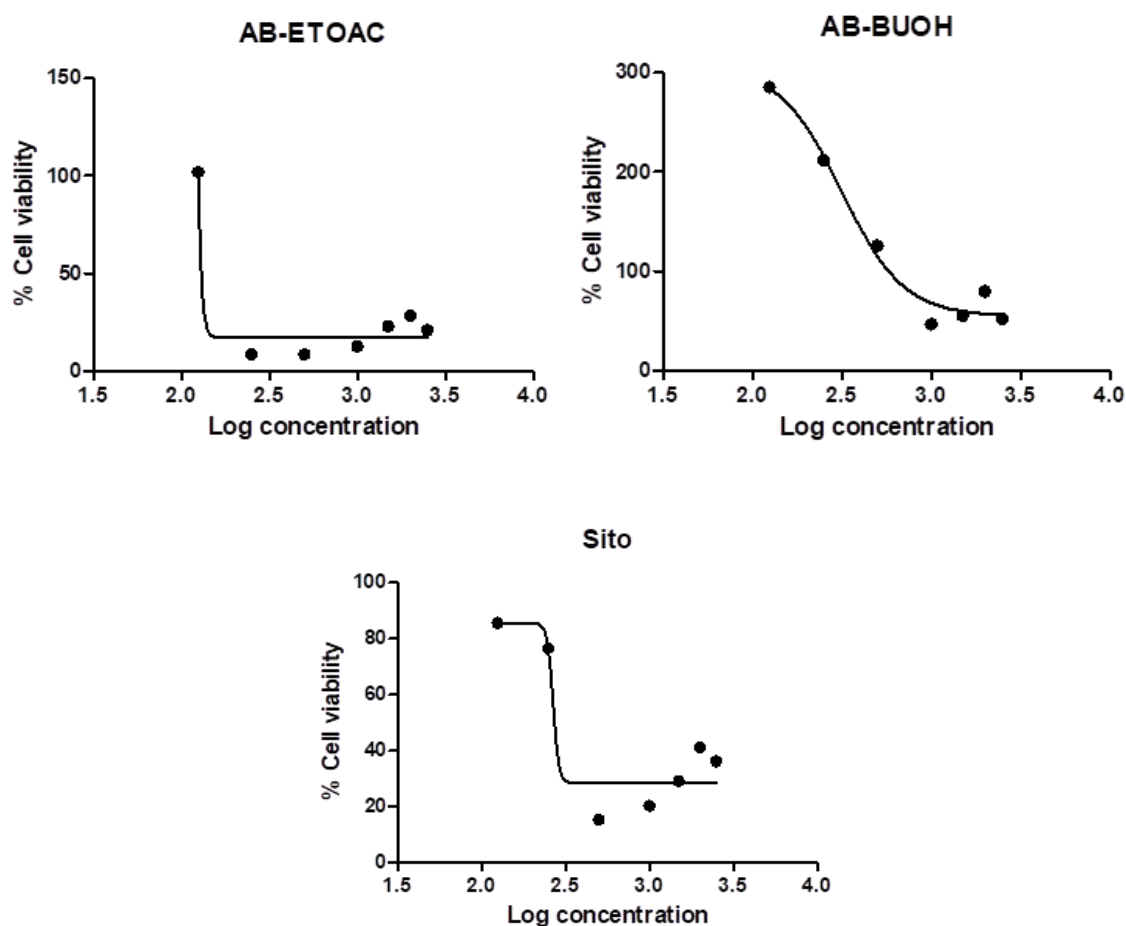 AB-ETOAC
150
100
50
0
% Cell viability
1.5 2.0 2.5 3.0 3.5 4.0
Log concentration
AB-BUOH
300
200
100
0
% Cell viability
1.5 2.0 2.5 3.0 3.5 4.0
Log concentration
Sito
100
80
60
40
20
0
% Cell viability
1.5 2.0 2.5 3.0 3.5 4.0
Log concentration